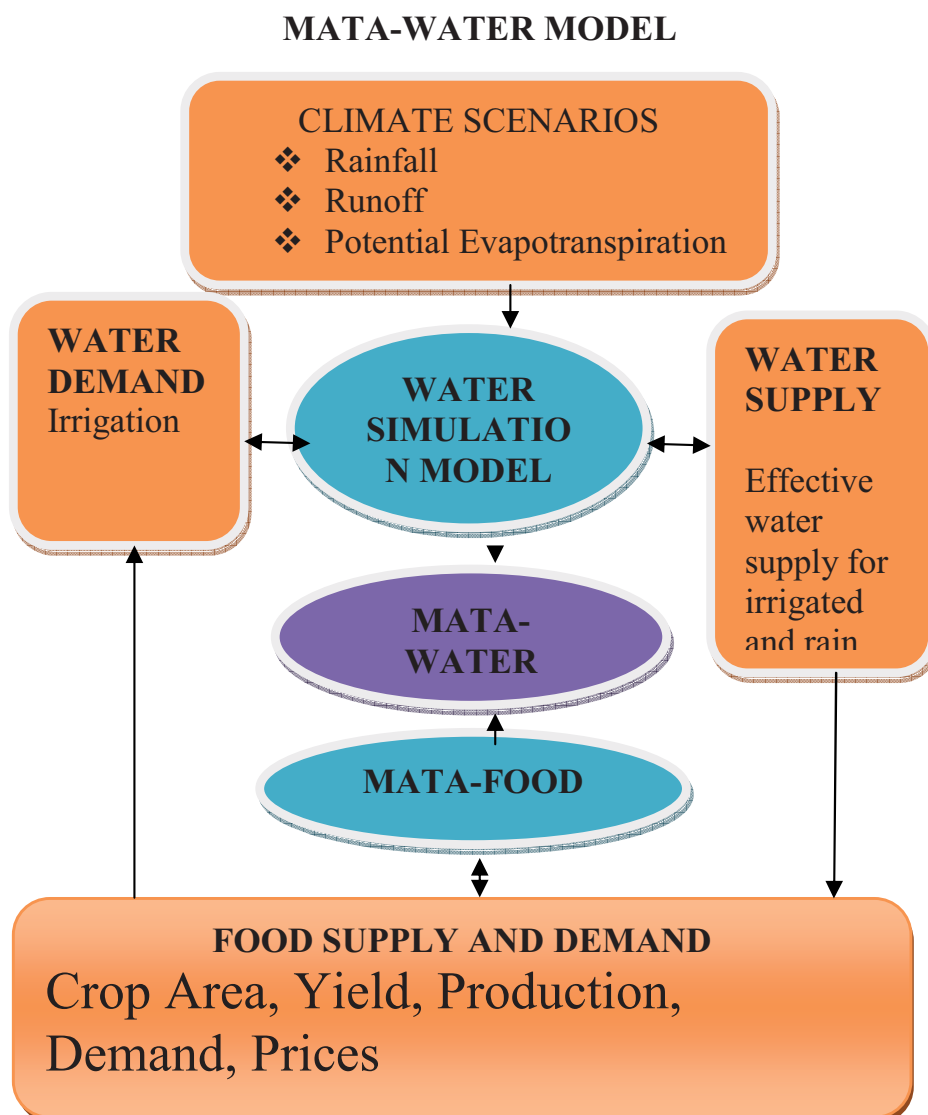 MATA-WATER MODEL
CLIMATE SCENARIOS
❖ Rainfall
❖ Runoff
❖ Potential Evapotranspiration
WATER
DEMAND
Irrigation
WATER
SIMULATIO
N MODEL
WATER
SUPPLY
Effective
water
supply for
irrigated
and rain
MATA-
WATER
MATA-FOOD
FOOD SUPPLY AND DEMAND
Crop Area, Yield, Production,
Demand, Prices